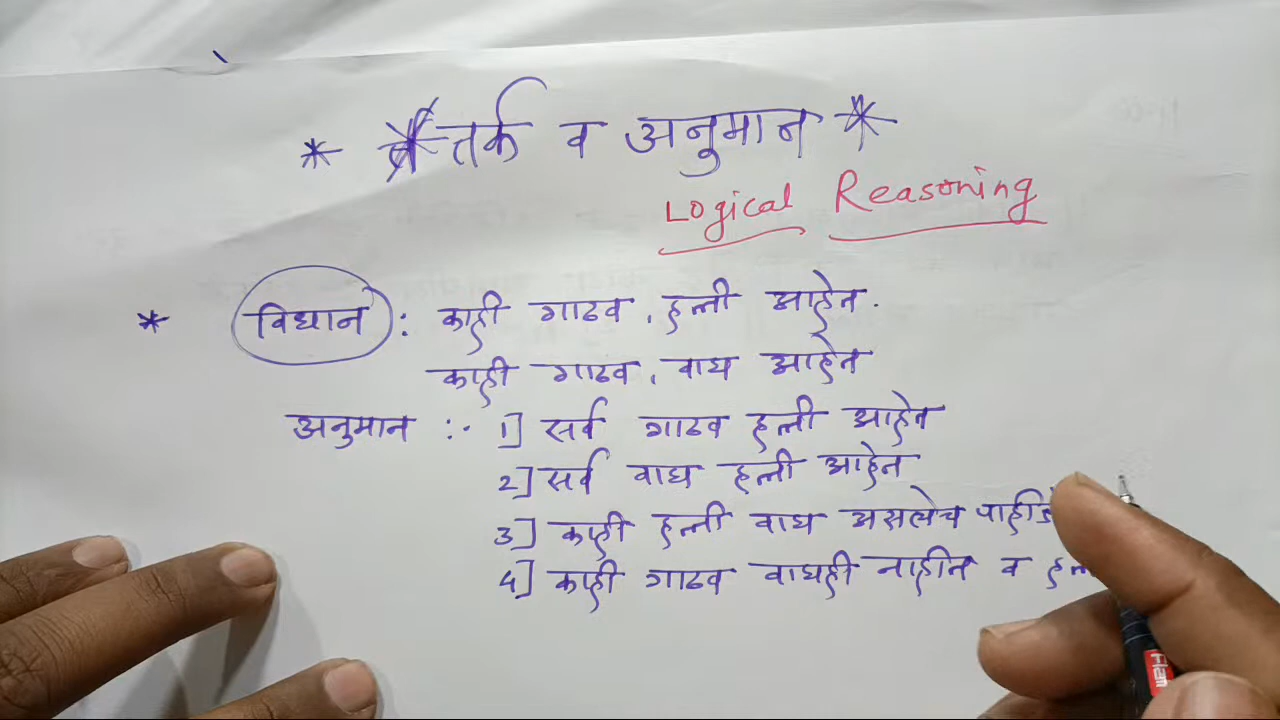 * तर्क व अनुमान *
Logical Reasoning
* विधान : काही गाढव, हत्ती आहेत.
काही गाढव, वाघ आहेत
अनुमान :- 1] सर्व गाढव हत्ती आहेत
2] सर्व वाघ हत्ती आहेत
3] काही हत्ती वाघ असलेच
4] काही गाढव वाघही नाहीत व
Flam